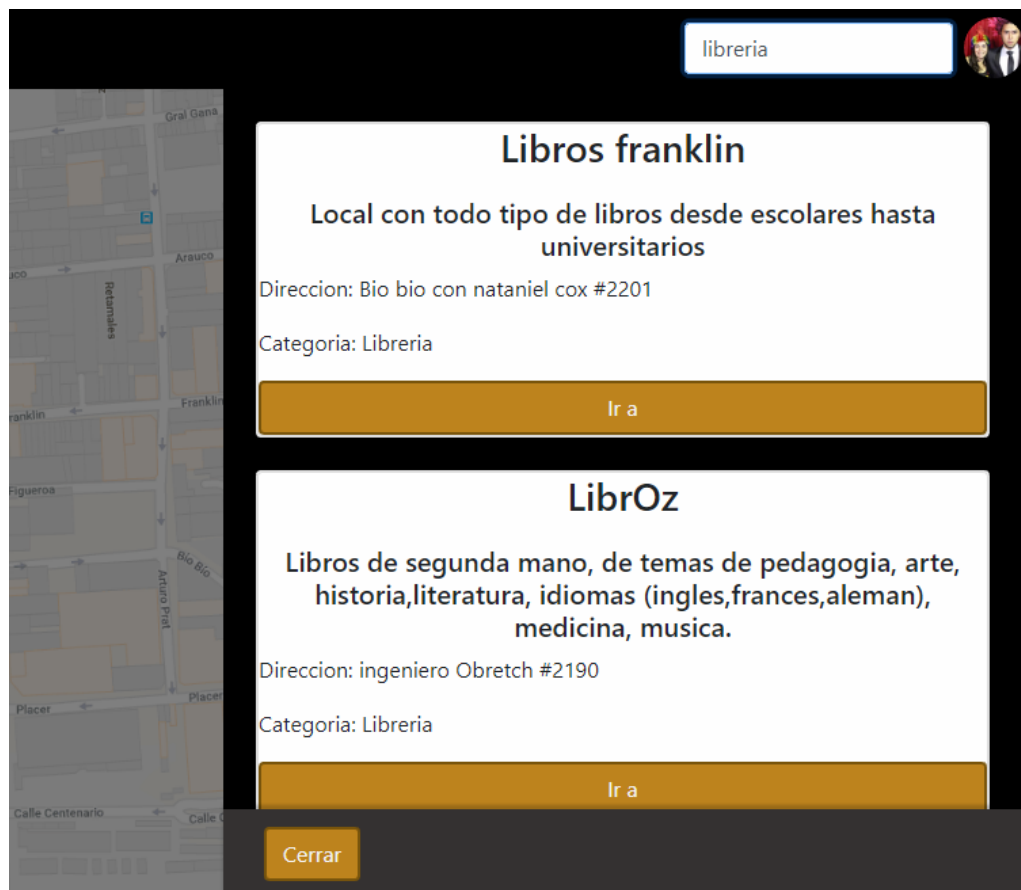 libreria
Gral Gana
Arauco
Retamales
Franklin
Figueroa
Bío Bío
Arturo Prat
Placer
Placer
Calle Centenario
Libros franklin
Local con todo tipo de libros desde escolares hasta
universitarios
Direccion: Bio bio con nataniel cox #2201
Categoria: Libreria
Ir a
LibrOz
Libros de segunda mano, de temas de pedagogia, arte,
historia,literatura, idiomas (ingles,frances,aleman),
medicina, musica.
Direccion: ingeniero Obretch #2190
Categoria: Libreria
Ir a
Cerrar